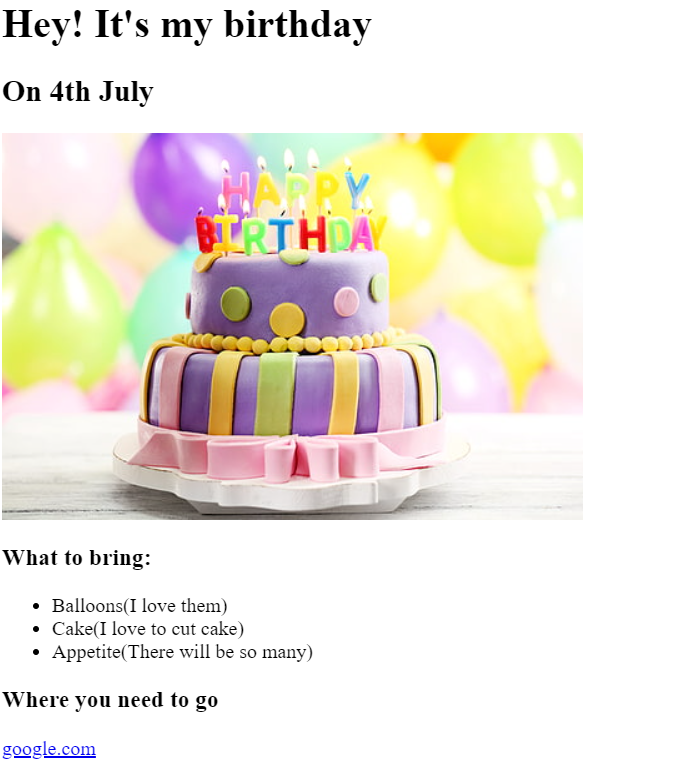 Hey! It's my birthday
On 4th July
HAPPY
BIRTHDAY
What to bring:
Balloons(I love them)
Cake(I love to cut cake)
Appetite(There will be so many)
Where you need to go
google.com